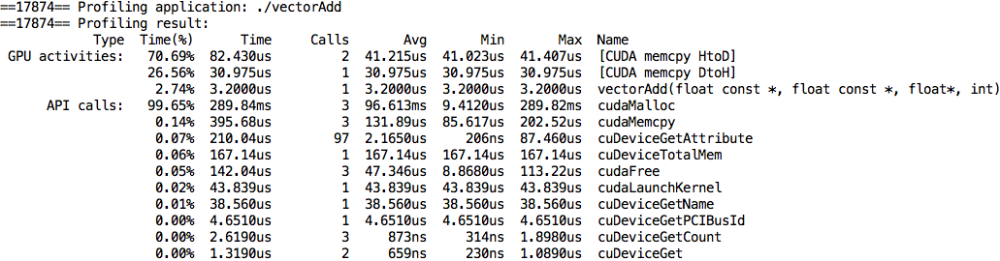 ==17874== Profiling application: ./vectorAdd
==17874== Profiling result:
Type Time(%) Time Calls Avg Min Max Name
GPU activities: 70.69% 82.430us 2 41.215us 41.023us 41.407us [CUDA memcpy HtoD]
26.56% 30.975us 1 30.975us 30.975us 30.975us [CUDA memcpy DtoH]
2.74% 3.2000us 1 3.2000us 3.2000us 3.2000us vectorAdd(float const *, float const *, float*, int)
API calls: 99.65% 289.84ms 3 96.613ms 9.4120us 289.82ms cudaMalloc
0.14% 395.68us 3 131.89us 85.617us 202.52us cudaMemcpy
0.07% 210.04us 97 2.1650us 206ns 87.460us cuDeviceGetAttribute
0.06% 167.14us 1 167.14us 167.14us 167.14us cuDeviceTotalMem
0.05% 142.04us 3 47.346us 8.8680us 113.22us cudaFree
0.02% 43.839us 1 43.839us 43.839us 43.839us cudaLaunchKernel
0.01% 38.560us 1 38.560us 38.560us 38.560us cuDeviceGetName
0.00% 4.6510us 1 4.6510us 4.6510us 4.6510us cuDeviceGetPCIBusId
0.00% 2.6190us 3 873ns 314ns 1.8980us cuDeviceGetCount
0.00% 1.3190us 2 659ns 230ns 1.0890us cuDeviceGet